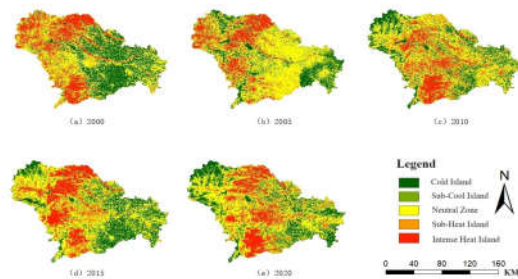 (a) 2000
(b) 2005
(c) 2010
(d) 2015
(e) 2020
Legend
Cold Island
Sub-Cool Island
Neutral Zone
Sub-Heat Island
Intense Heat Island
N
0 40 80 120 160
KM